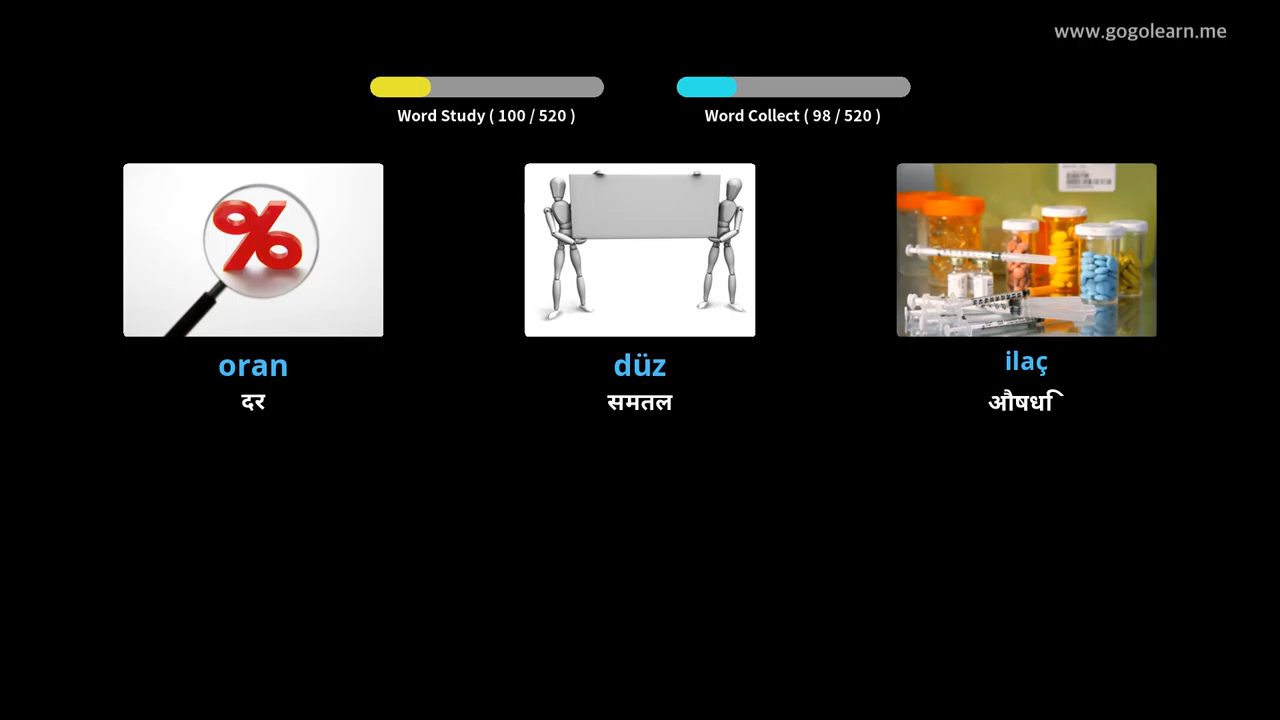 www.gogolearn.me
Word Study ( 100 / 520 )
Word Collect ( 98 / 520 )
oran
दर
düz
समतल
ilaç
औषधि